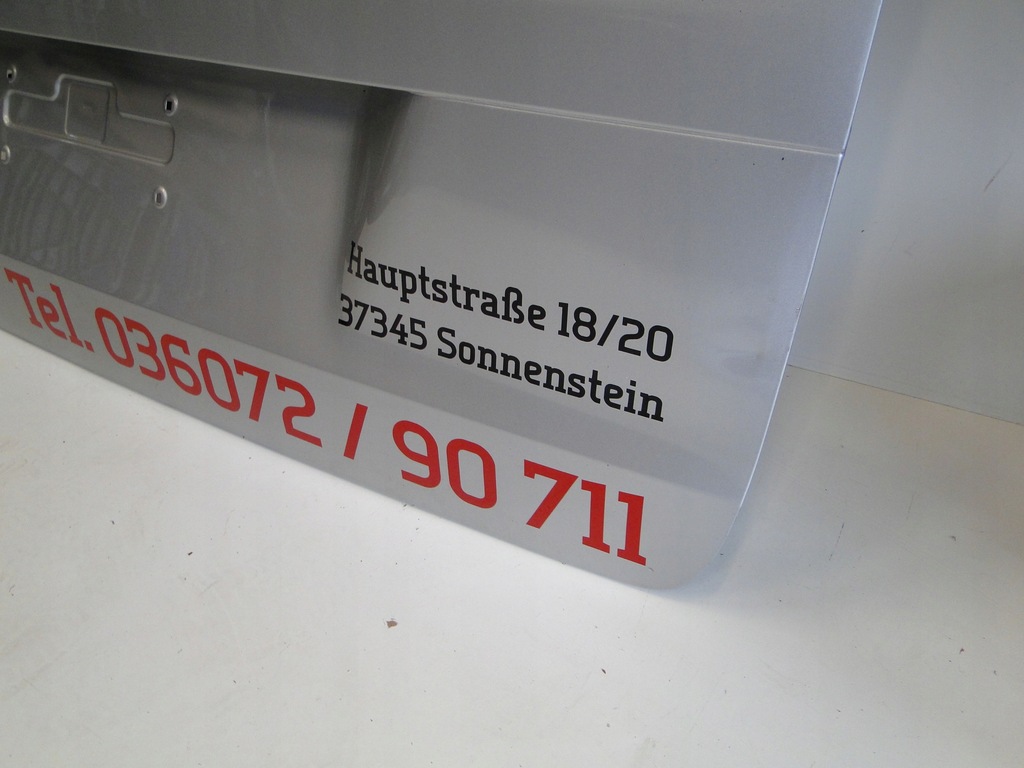 Hauptstraße 18/20
37345 Sonnenstein
Tel. 036072 / 90 711